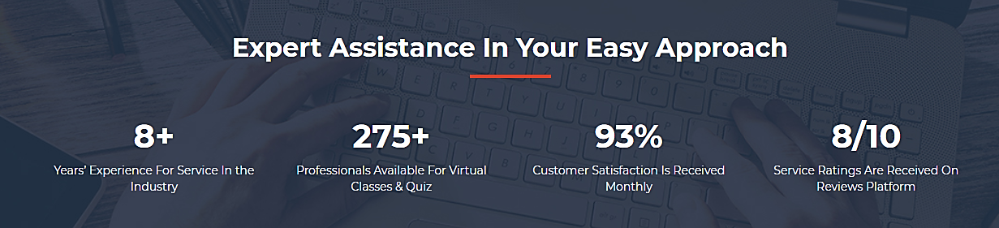 Expert Assistance In Your Easy Approach
8+
Years' Experience For Service In the
Industry
275+
Professionals Available For Virtual
Classes & Quiz
93%
Customer Satisfaction Is Received
Monthly
8/10
Service Ratings Are Received On
Reviews Platform